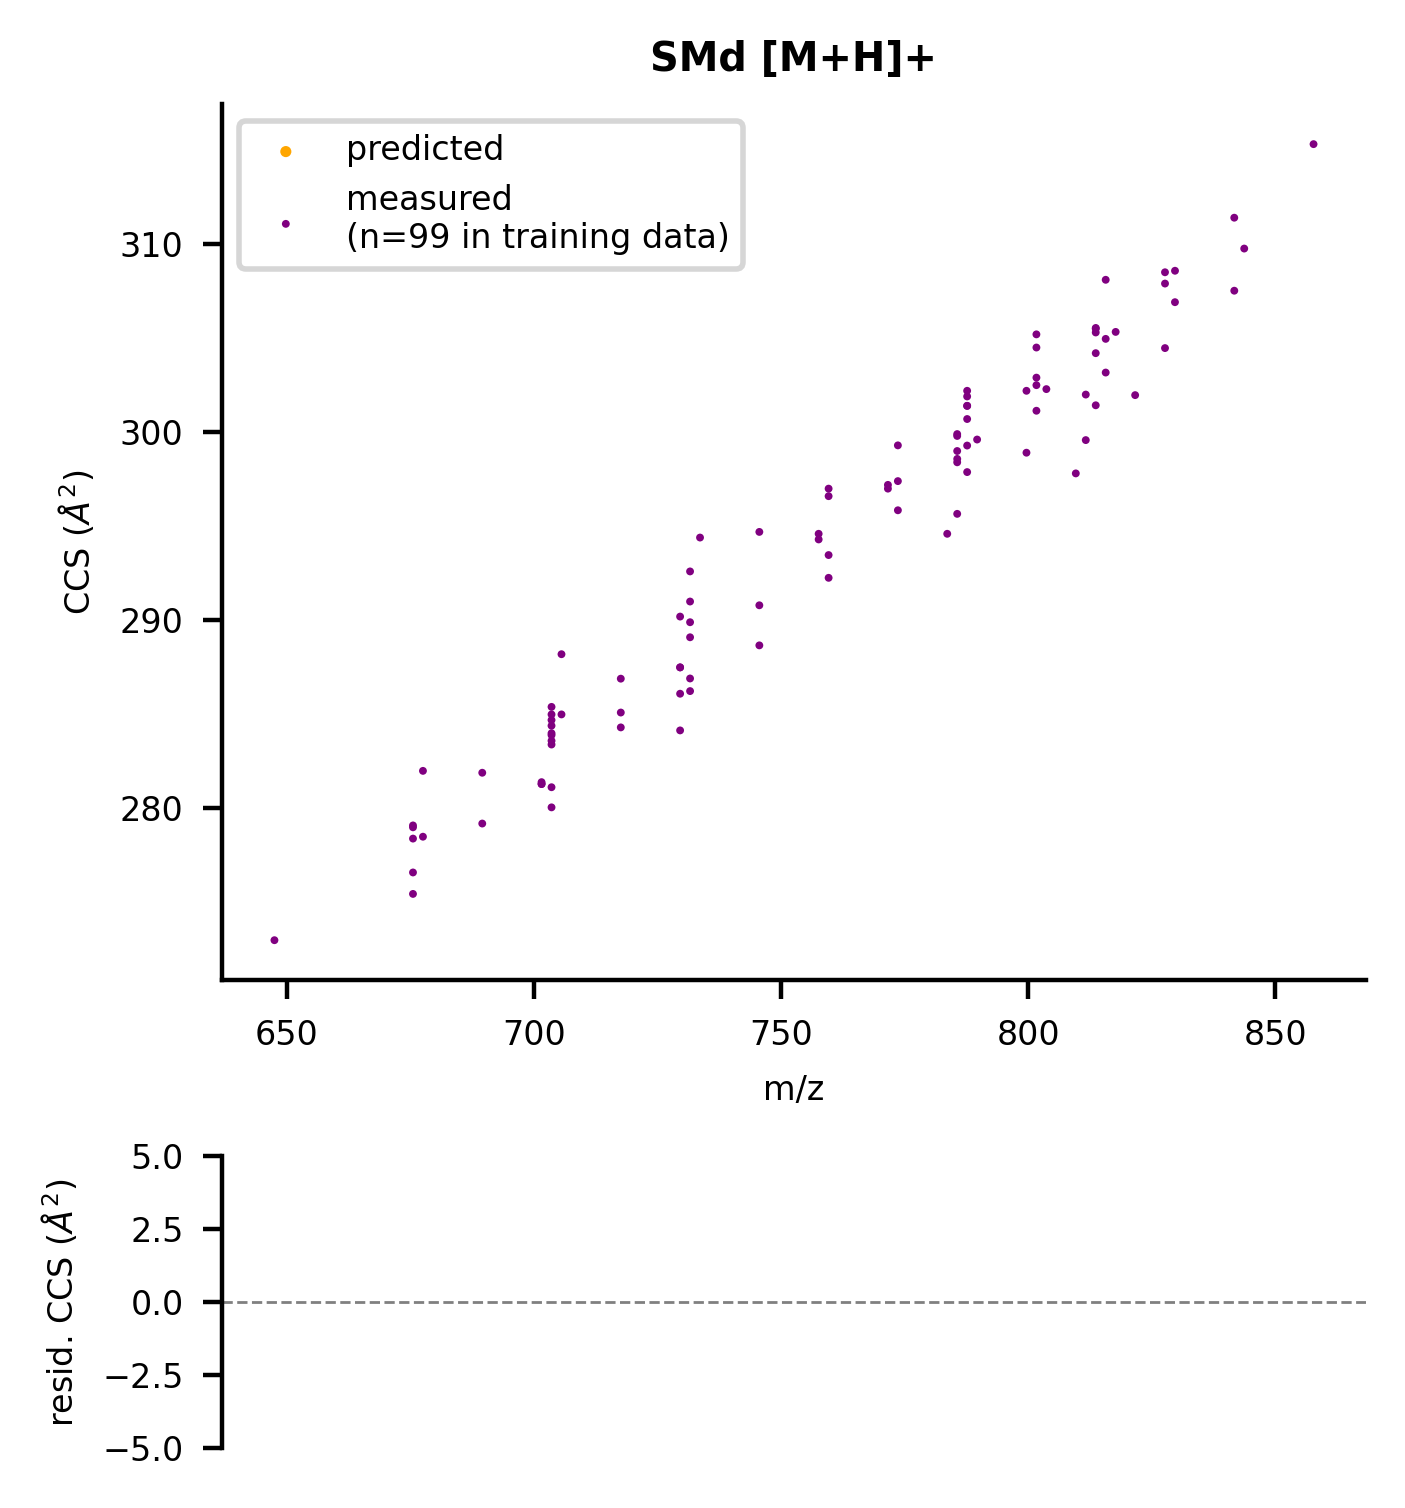 SMd [M+H]+
predicted
measured
(n=99 in training data)
CCS (Å²)
310
300
290
280
650 700 750 800 850
m/z
resid. CCS (Å²)
5.0
2.5
0.0
−2.5
−5.0